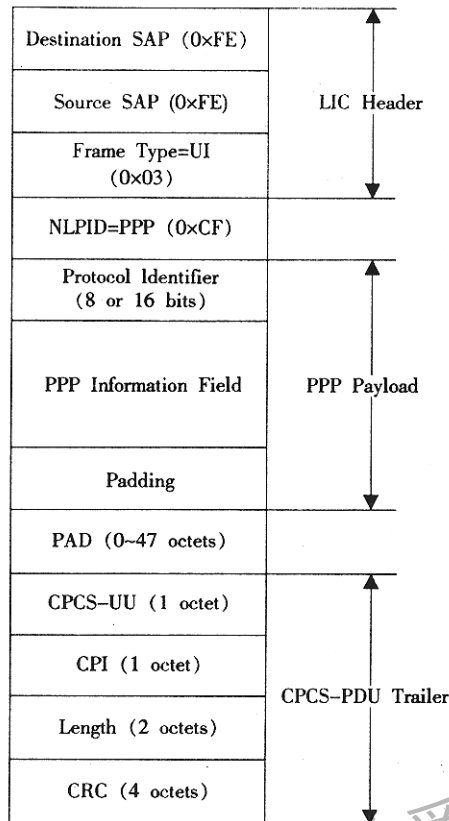 Destination SAP (0×FE)
Source SAP (0×FE)
LIC Header
Frame Type=UI
(0×03)
NLPID=PPP (0×CF)
Protocol Identifier
(8 or 16 bits)
PPP Information Field
PPP Payload
Padding
PAD (0~47 octets)
CPCS-UU (1 octet)
CPI (1 octet)
CPCS-PDU Trailer
Length (2 octets)
CRC (4 octets)